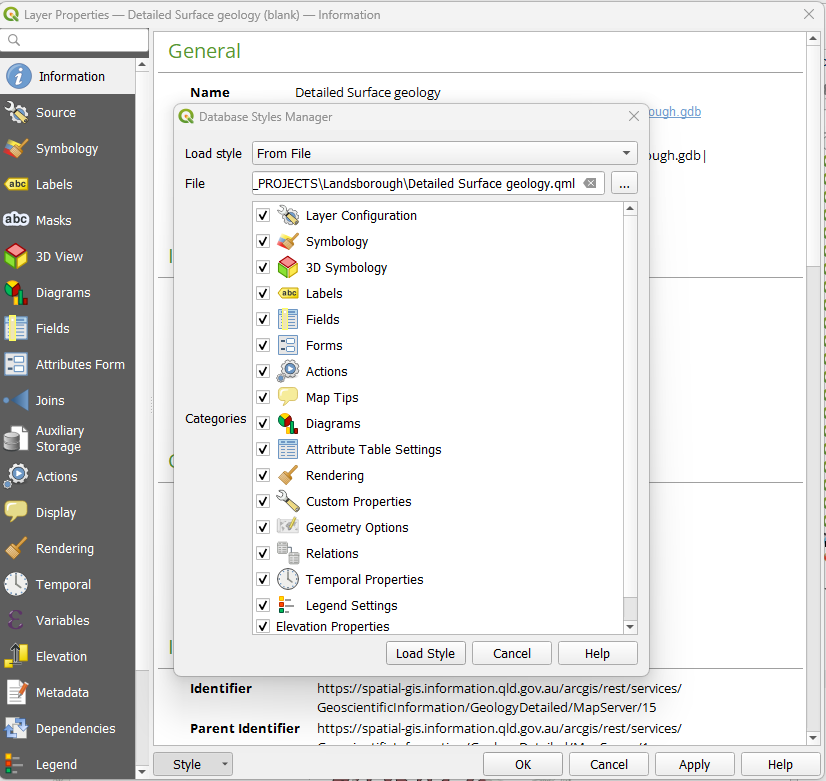 Layer Properties — Detailed Surface geology (blank) — Information
General
Information
Name Detailed Surface geology
Source
ough.gdb
Symbology
ough.gdb|
Labels
Masks
3D View
Diagrams
Fields
Attributes Form
Joins
Auxiliary
Storage
Actions
Display
Rendering
Temporal
Variables
Elevation
Metadata
Dependencies
Legend
Database Styles Manager
Load style From File
File _PROJECTS\Landsborough\Detailed Surface geology.qml ...
Categories
Layer Configuration
Symbology
3D Symbology
abc Labels
Fields
Forms
Actions
Map Tips
Diagrams
Attribute Table Settings
Rendering
Custom Properties
Geometry Options
Relations
Temporal Properties
Legend Settings
Elevation Properties
Load Style Cancel Help
Identifier https://spatial-gis.information.qld.gov.au/arcgis/rest/services/
GeoscientificInformation/GeologyDetailed/MapServer/15
Parent Identifier https://spatial-gis.information.qld.gov.au/arcgis/rest/services/
Style OK Cancel Apply Help